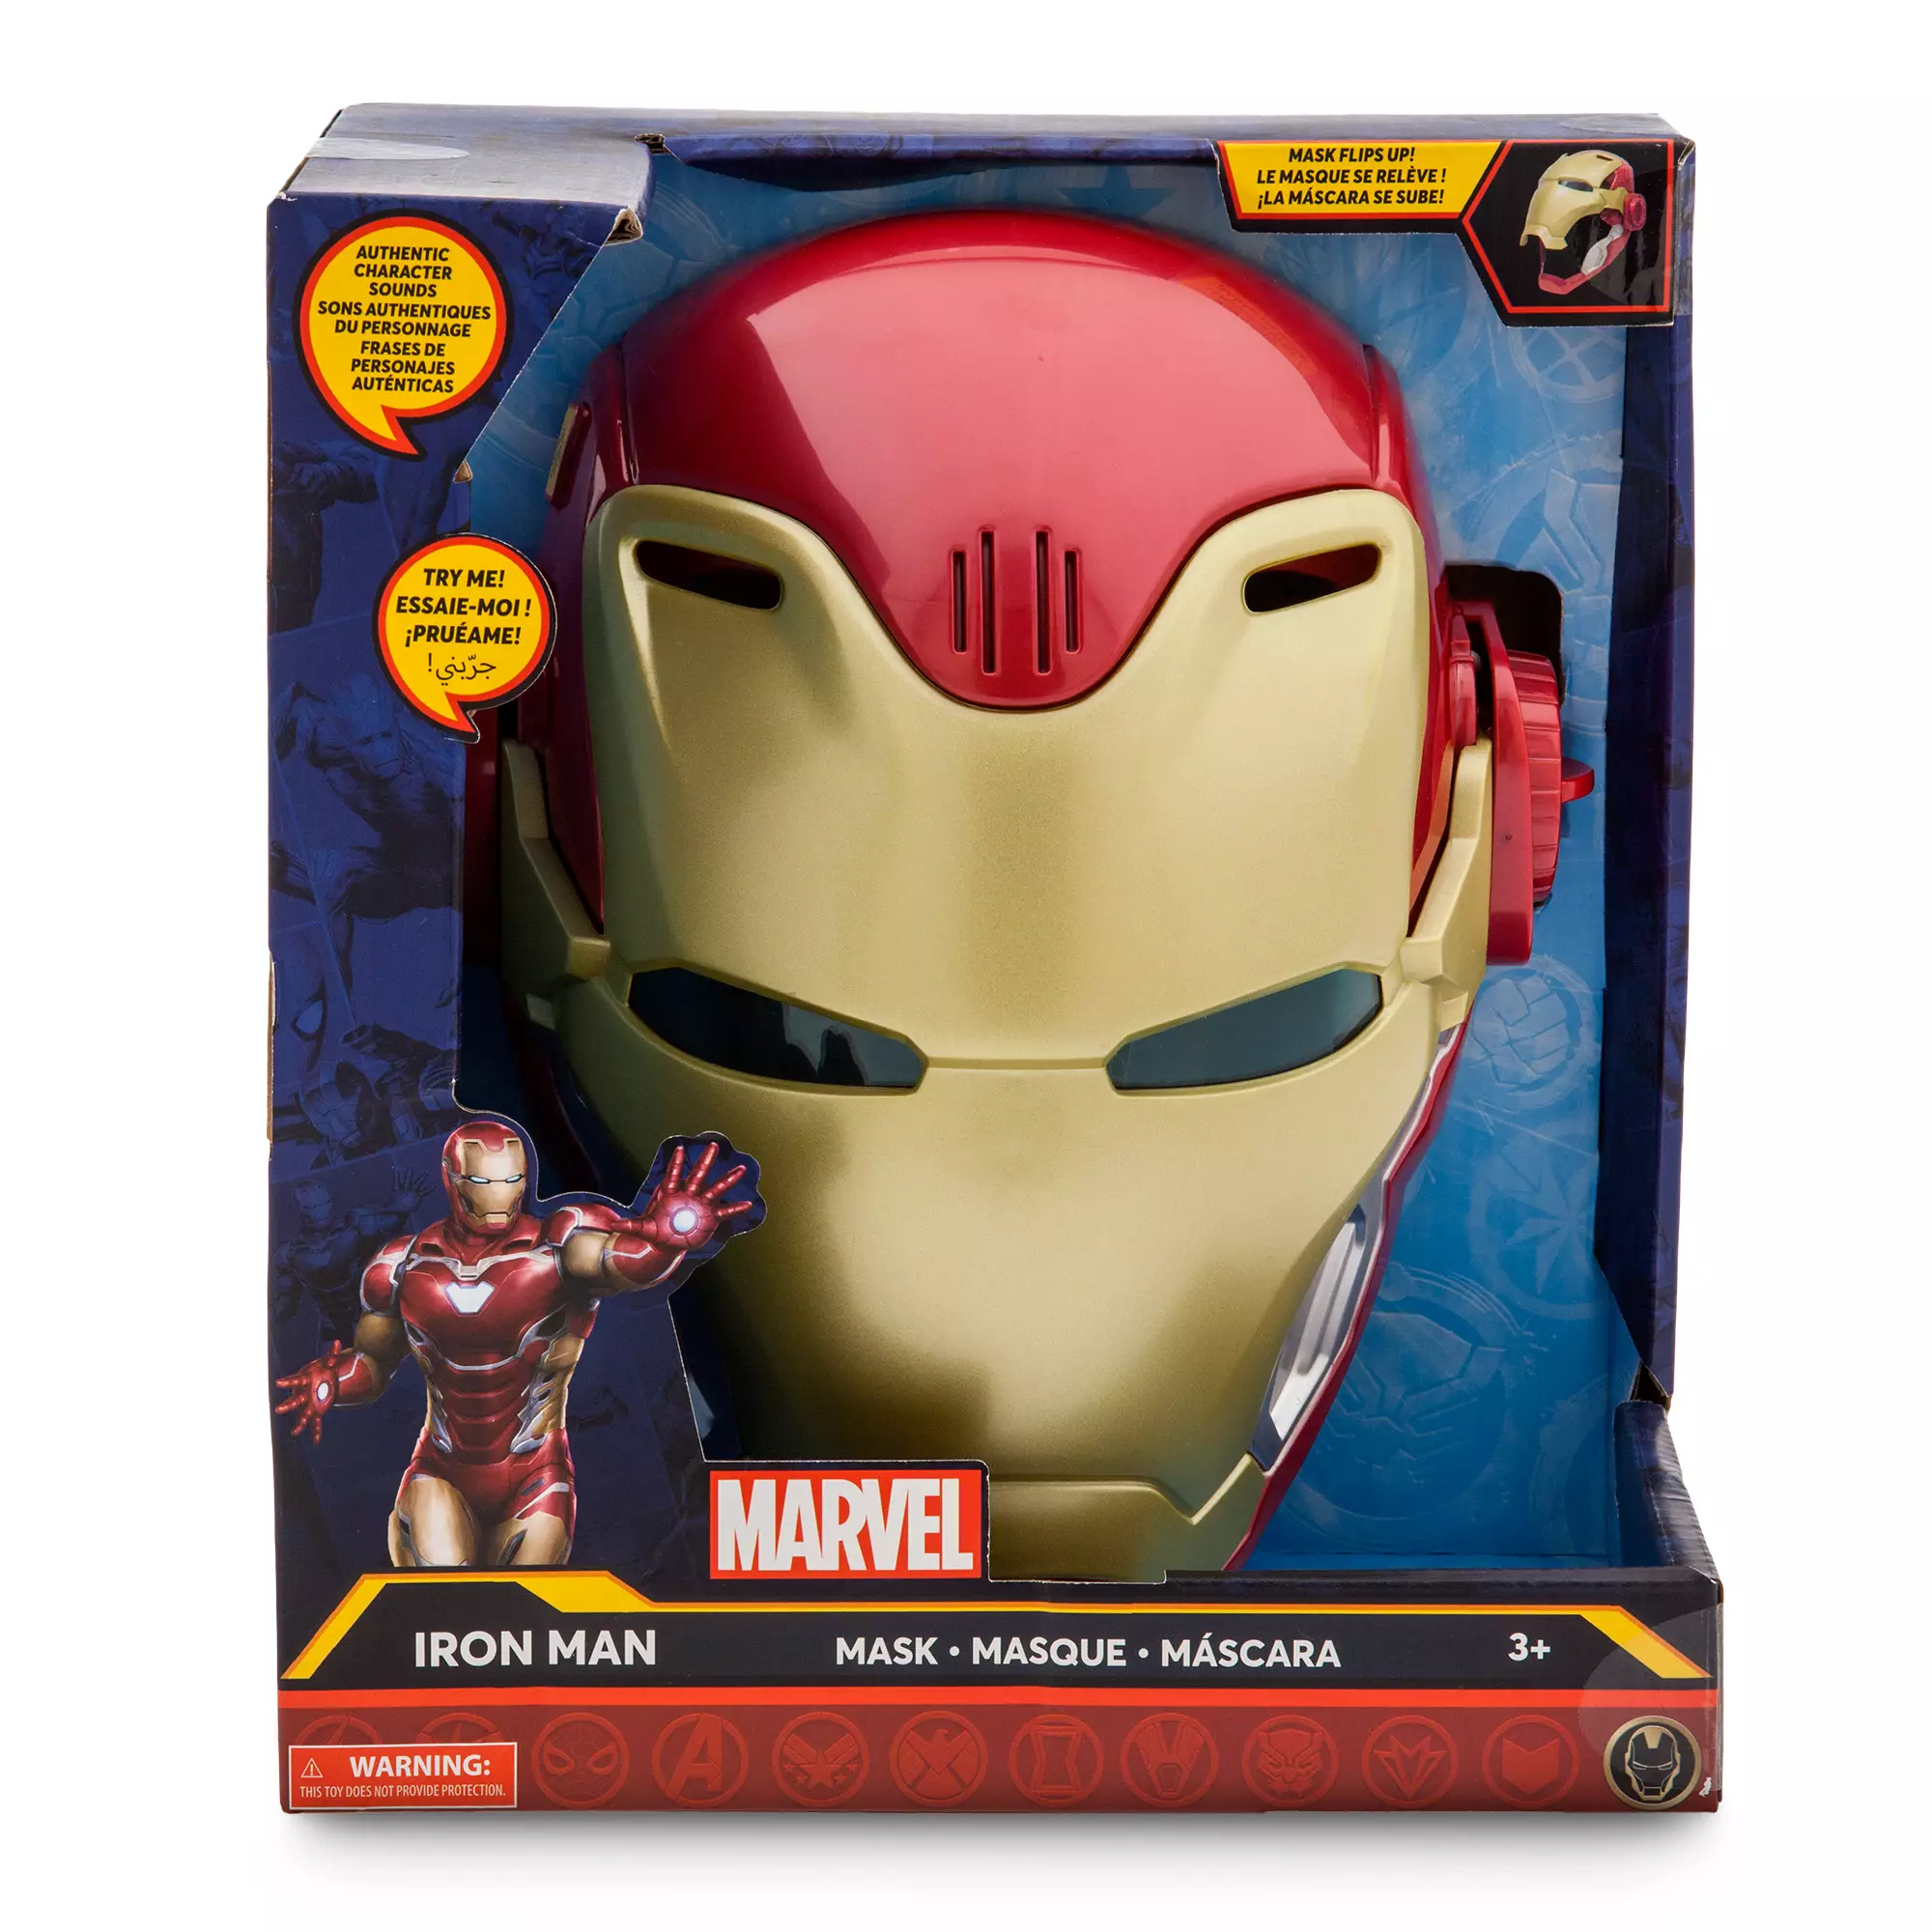 MASK FLIPS UP!
LE MASQUE SE RELÈVE !
¡LA MÁSCARA SE SUBE!
AUTHENTIC
CHARACTER
SOUNDS
SONS AUTHENTIQUES
DU PERSONNAGE
FRASES DE
PERSONAJES
AUTÉNTICAS
TRY ME!
ESSAIE-MOI !
¡PRUÉAME!
جرّبني!
MARVEL
IRON MAN
MASK • MASQUE • MÁSCARA
3+
⚠ WARNING:
THIS TOY DOES NOT PROVIDE PROTECTION.